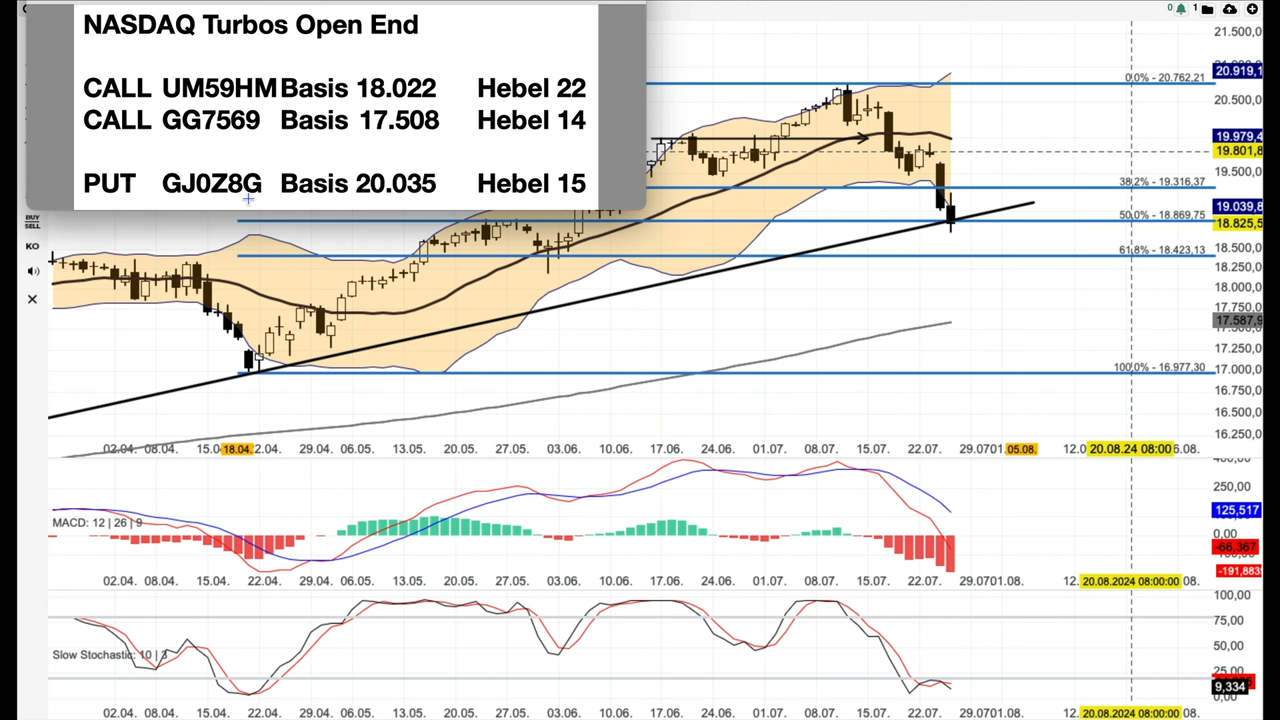 NASDAQ Turbos Open End
CALL UM59HM Basis 18.022 Hebel 22
CALL GG7569 Basis 17.508 Hebel 14
PUT GJ0Z8G Basis 20.035 Hebel 15
BUY
SELL
KO
0 1
21.500,
20.919,1
20.500,
19.979,4
19.801,8
19.500,
19.039,8
18.825,5
18.500,0
18.250,0
18.000,0
17.750,0
17.587,9
17.250,0
17.000,0
16.750,0
16.500,0
16.250,0
0,0% - 20.762,21
38,2% - 19.316,37
50,0% - 18.869,75
61,8% - 18.423,13
100,0% - 16.977,30
02.04. 08.04. 15.0 18.04. 2.04. 29.04. 06.05. 13.05. 20.05. 27.05. 03.06. 10.06. 17.06. 24.06. 01.07. 08.07. 15.07. 22.07. 29.07 01 05.08. 12.0 20.08.24 08:00 6.08.
MACD: 12 | 26 | 9
250,00
125,517
0,00
-66,367
-191,883
02.04. 08.04. 15.04. 22.04. 29.04. 06.05. 13.05. 20.05. 27.05. 03.06. 10.06. 17.06. 24.06. 01.07. 08.07. 15.07. 22.07. 29.07 01.08. 12. 20.08.2024 08:00:00 08.
Slow Stochastic: 10 | 3
100,00
75,00
50,00
25,00
9,334
0,00
02.04. 08.04. 15.04. 22.04. 29.04. 06.05. 13.05. 20.05. 27.05. 03.06. 10.06. 17.06. 24.06. 01.07. 08.07. 15.07. 22.07. 29.07 01.08. 12. 20.08.2024 08:00:00 08.